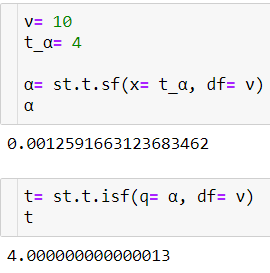 v= 10
t_α= 4
α= st.t.sf(x= t_α, df= v)
α
0.0012591663123683462
t= st.t.isf(q= α, df= v)
t
4.000000000000013